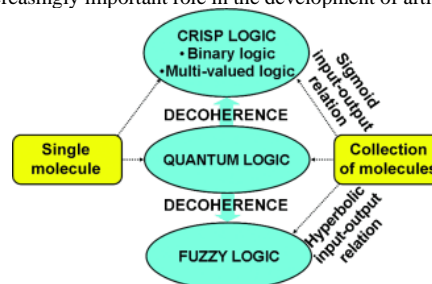 reasingly important role in the development of arti
CRISP LOGIC
•Binary logic
•Multi-valued logic
Sigmoid
input-output
relation
DECOHERENCE
Single
molecule
QUANTUM LOGIC
Collection
of molecules
DECOHERENCE
Hyperbolic
input-output
relation
FUZZY LOGIC